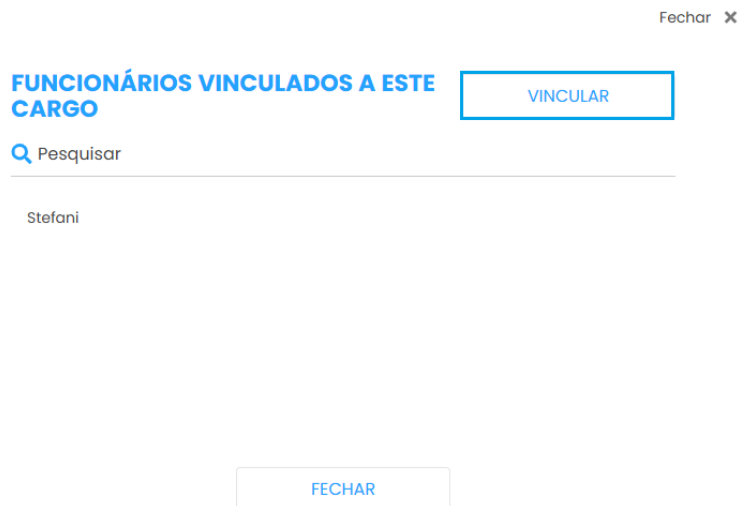 Fechar ×
FUNCIONÁRIOS VINCULADOS A ESTE
CARGO
VINCULAR
Pesquisar
Stefani
FECHAR